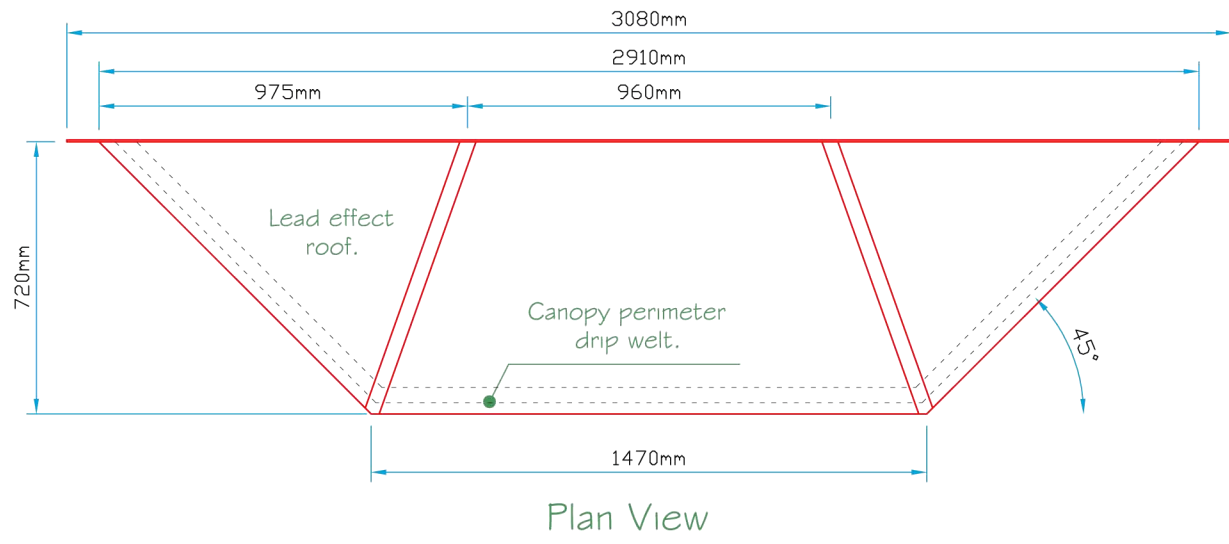 3080mm
2910mm
975mm
960mm
Lead effect
roof.
720mm
Canopy perimeter
drip welt.
45°
1470mm
Plan View